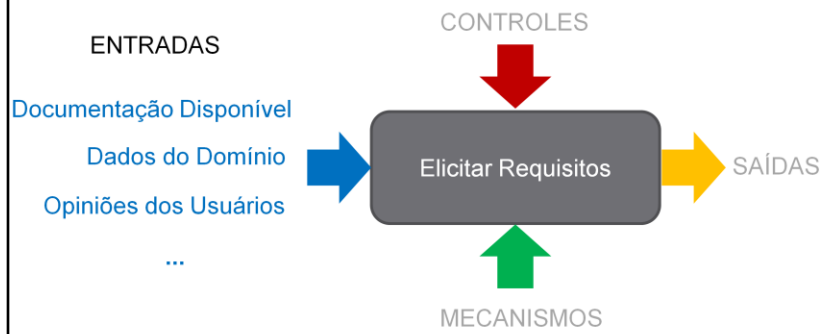 CONTROLES
ENTRADAS
Documentação Disponível
Dados do Domínio
Opiniões dos Usuários
...
Elicitar Requisitos
SAÍDAS
MECANISMOS